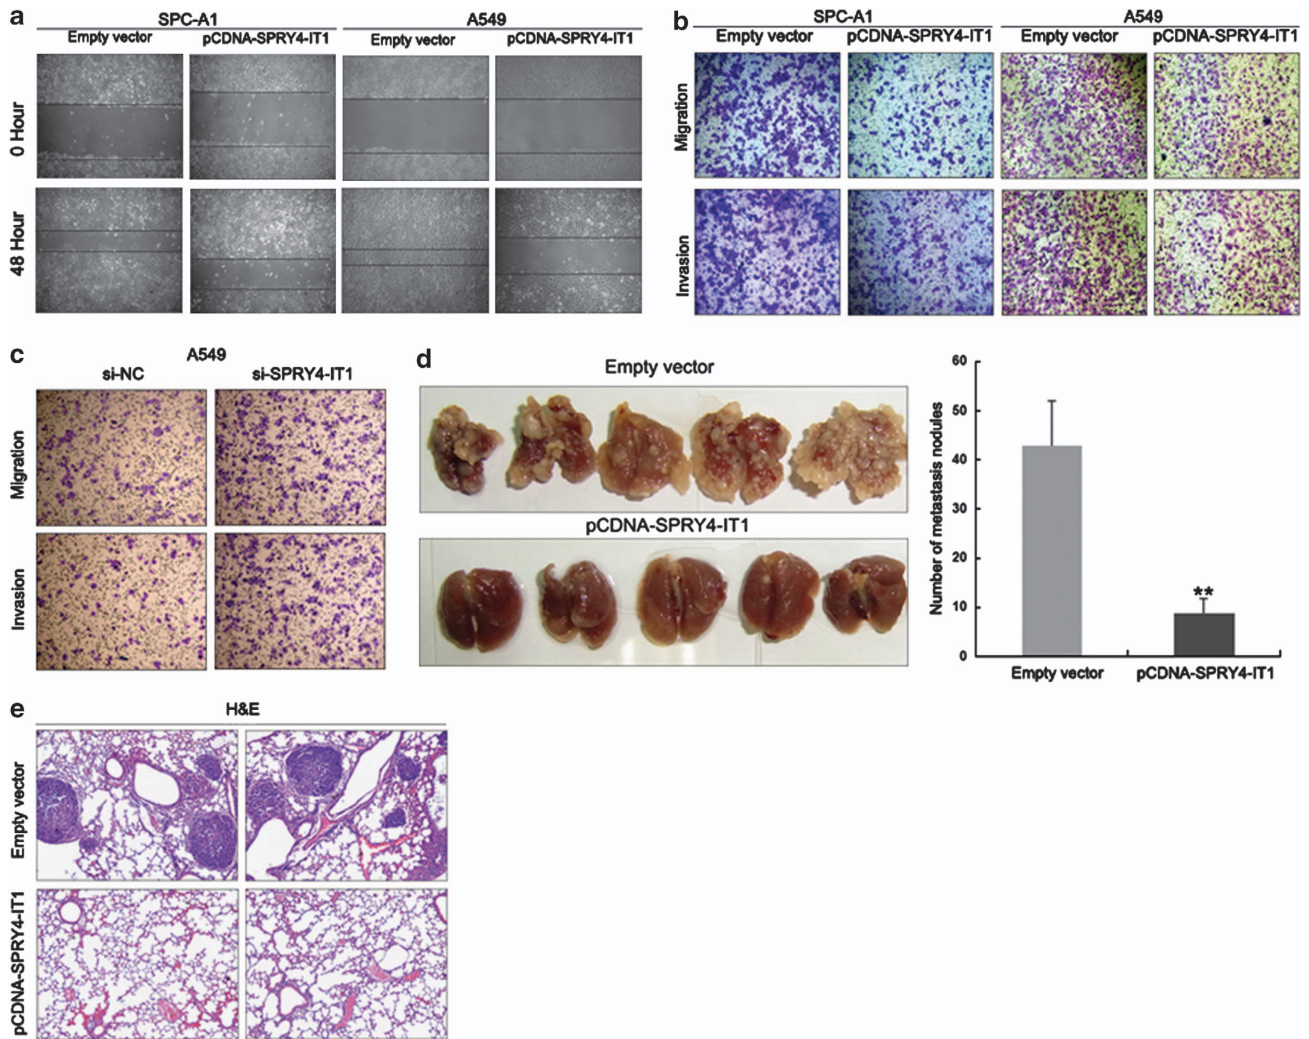 a
SPC-A1
A549
Empty vector
pCDNA-SPRY4-IT1
Empty vector
pCDNA-SPRY4-IT1
0 Hour
48 Hour
b
SPC-A1
A549
Empty vector
pCDNA-SPRY4-IT1
Empty vector
pCDNA-SPRY4-IT1
Migration
Invasion
c
A549
si-NC
si-SPRY4-IT1
Migration
Invasion
d
Empty vector
pCDNA-SPRY4-IT1
Number of metastasis nodules
60
50
40
30
20
10
0
**
Empty vector
pCDNA-SPRY4-IT1
e
H&E
Empty vector
pCDNA-SPRY4-IT1